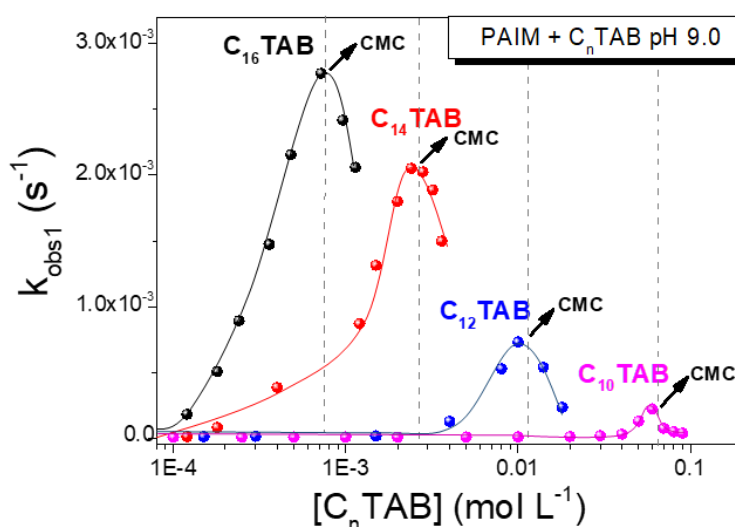 PAIM + CₙTAB pH 9.0
C₁₆TAB
CMC
C₁₄TAB
CMC
C₁₂TAB
CMC
C₁₀TAB
CMC
3.0x10⁻³
2.0x10⁻³
1.0x10⁻³
0.0
k_obs1 (s⁻¹)
1E-4
1E-3
0.01
0.1
[CₙTAB] (mol L⁻¹)